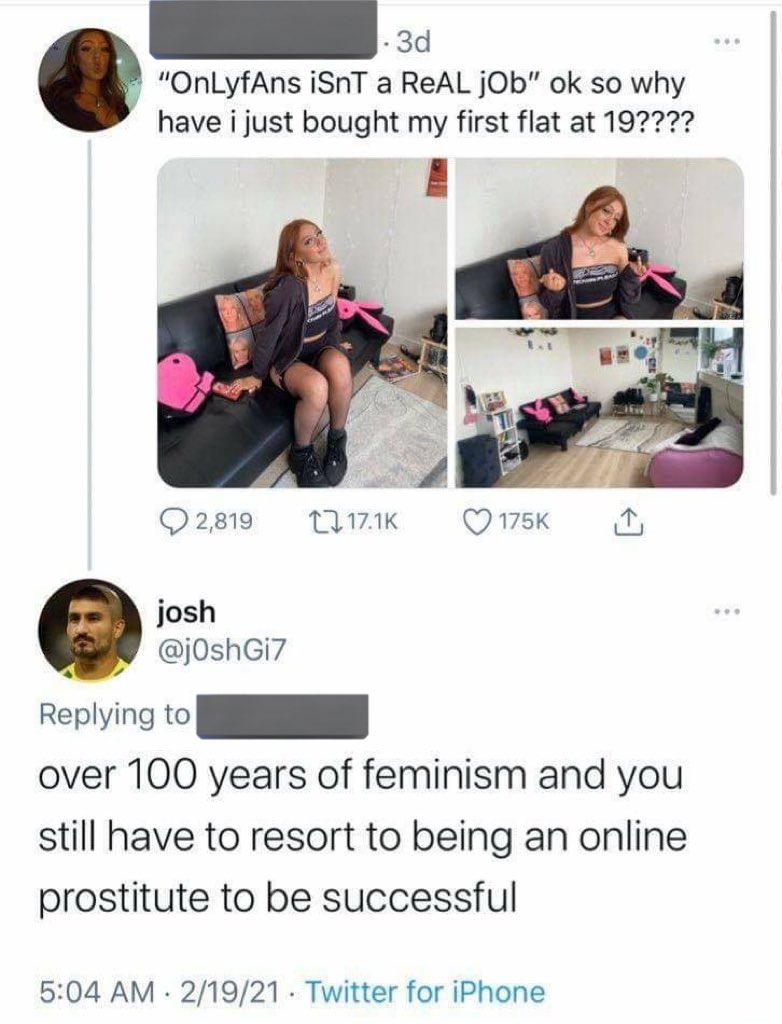 · 3d
"OnLyfAns iSnT a ReAL jOb" ok so why
have i just bought my first flat at 19????
2,819 17.1K 175K
josh
@j0shGi7
Replying to
over 100 years of feminism and you
still have to resort to being an online
prostitute to be successful
5:04 AM · 2/19/21 · Twitter for iPhone